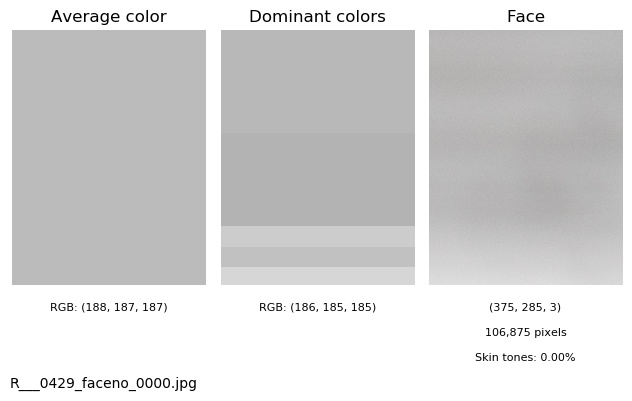 Average color
Dominant colors
Face
RGB: (188, 187, 187)
RGB: (186, 185, 185)
(375, 285, 3)
106,875 pixels
Skin tones: 0.00%
R___0429_faceno_0000.jpg